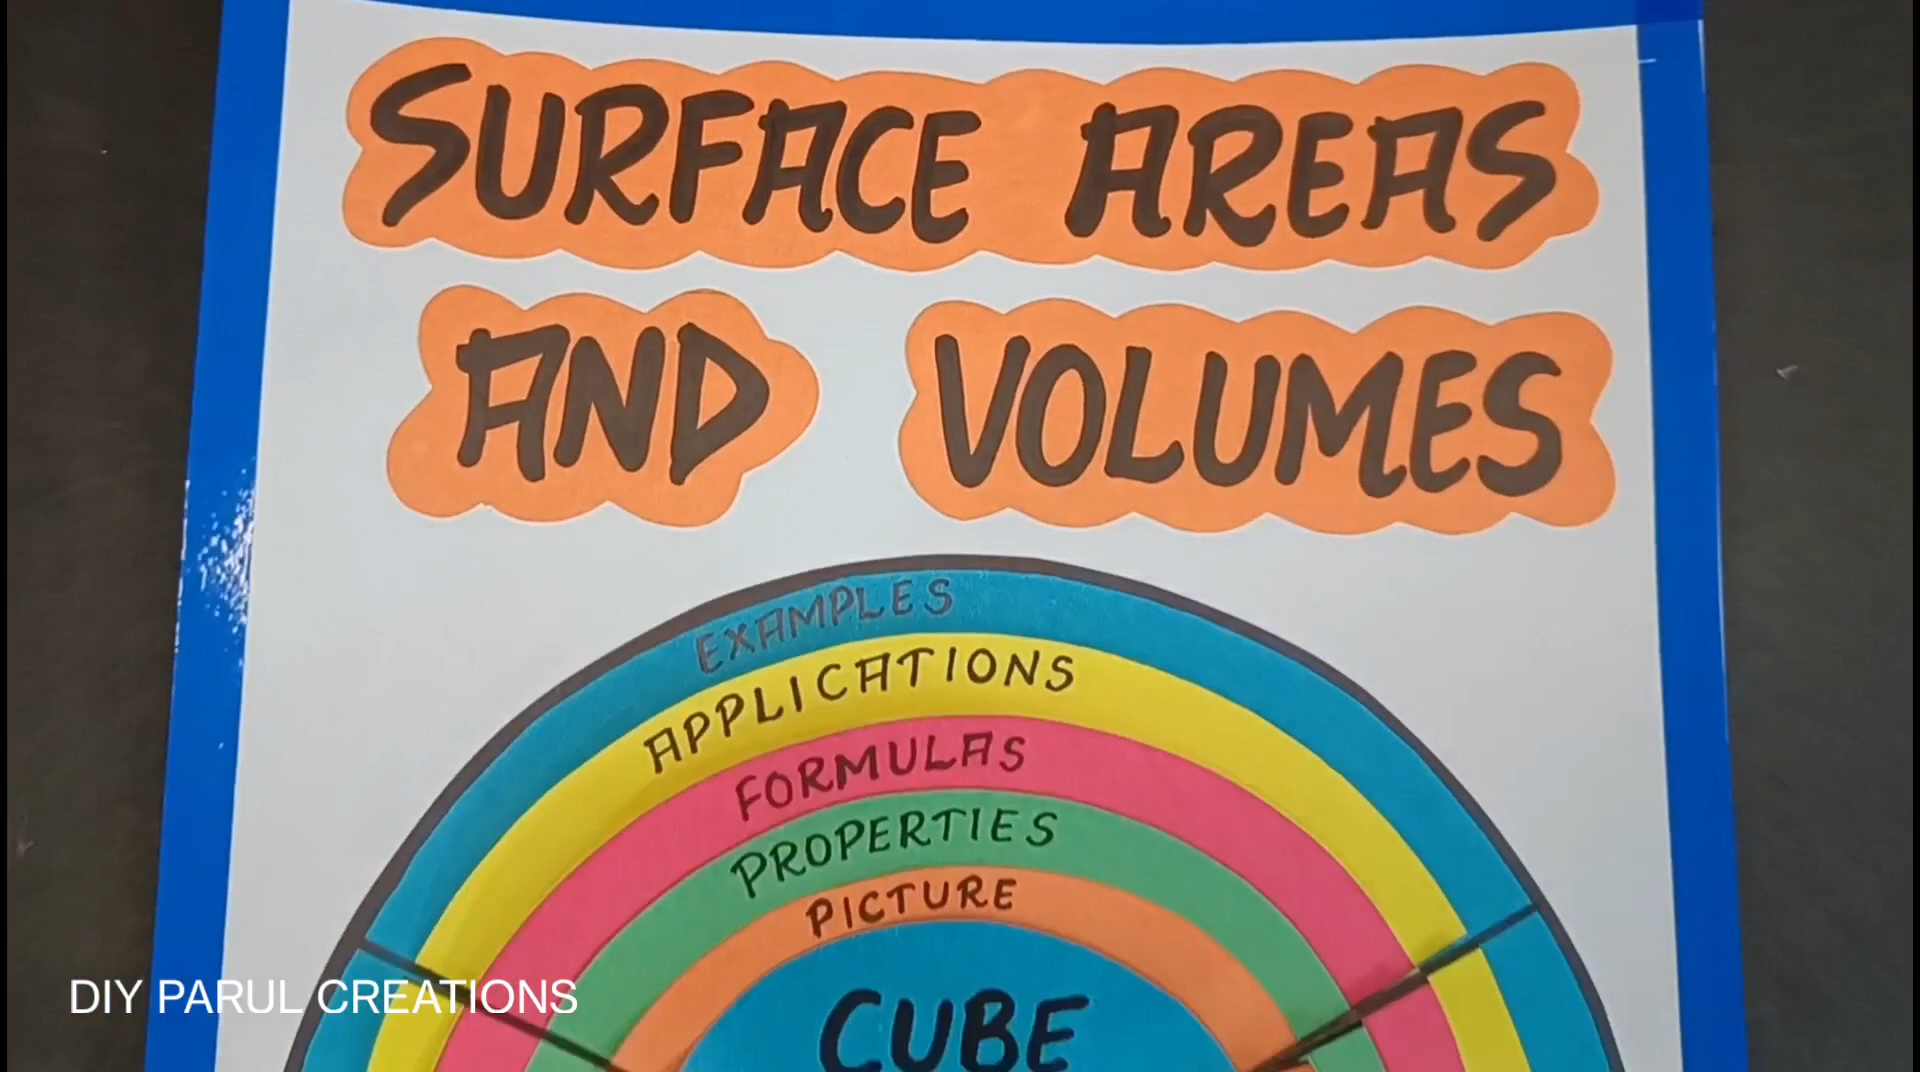 SURFACE AREAS
AND VOLUMES
EXAMPLES
APPLICATIONS
FORMULAS
PROPERTIES
PICTURE
CUBE
DIY PARUL CREATIONS